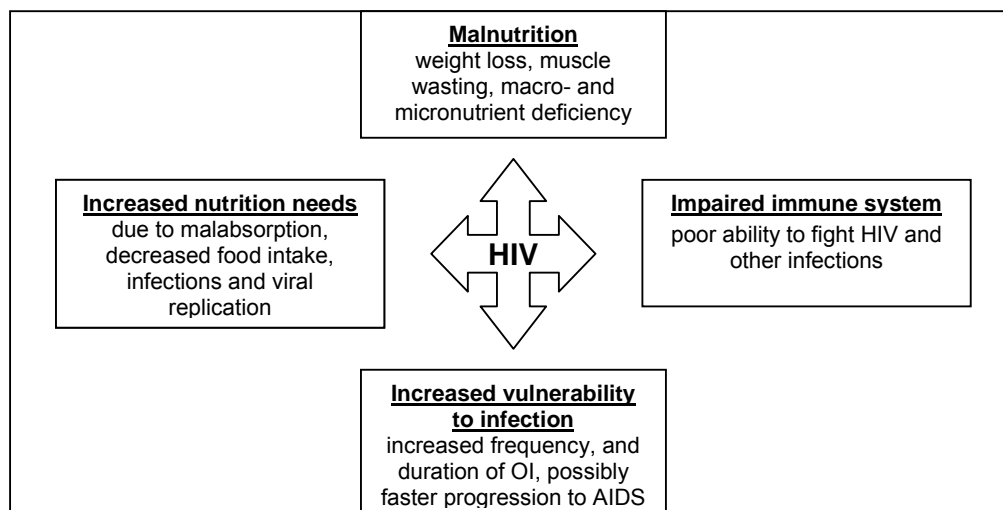 Malnutrition
weight loss, muscle
wasting, macro- and
micronutrient deficiency
Increased nutrition needs
due to malabsorption,
decreased food intake,
infections and viral
replication
HIV
Impaired immune system
poor ability to fight HIV and
other infections
Increased vulnerability
to infection
increased frequency, and
duration of OI, possibly
faster progression to AIDS